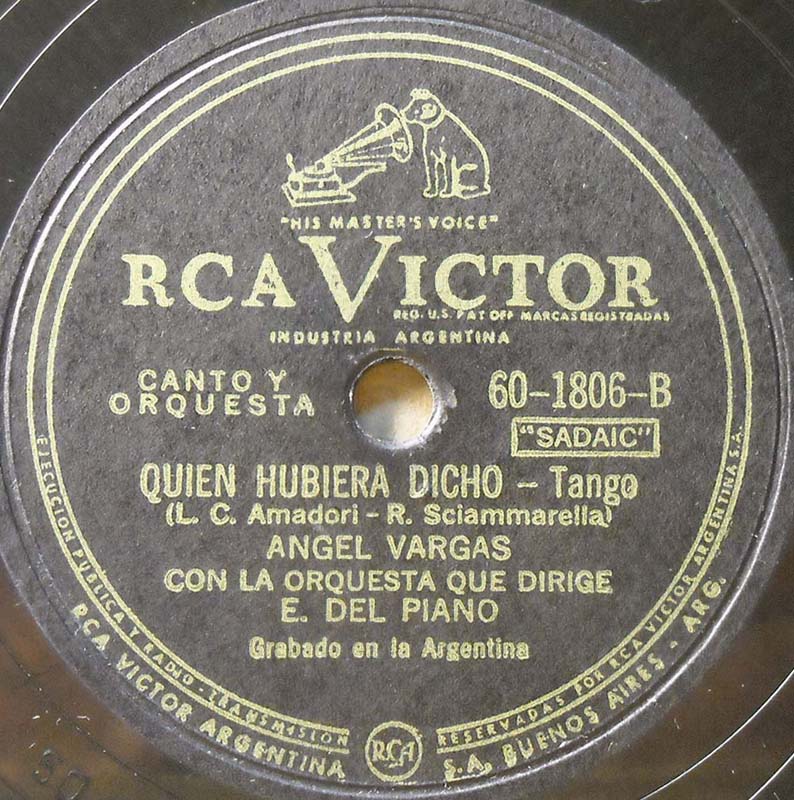 "HIS MASTER'S VOICE"
RCA VICTOR
REG. U.S. PAT OFF MARCAS REGISTRADAS
INDUSTRIA ARGENTINA
CANTO Y
ORQUESTA
60-1806-B
"SADAIC"
QUIEN HUBIERA DICHO - Tango
(L. C. Amadori - R. Sciammarella)
ANGEL VARGAS
CON LA ORQUESTA QUE DIRIGE
E. DEL PIANO
Grabado en la Argentina
EJECUCION PUBLICA Y RADIO-TRANSMISION RESERVADAS POR RCA VICTOR ARGENTINA S.A.
RCA VICTOR ARGENTINA S.A. BUENOS AIRES - ARG.
RCA
50